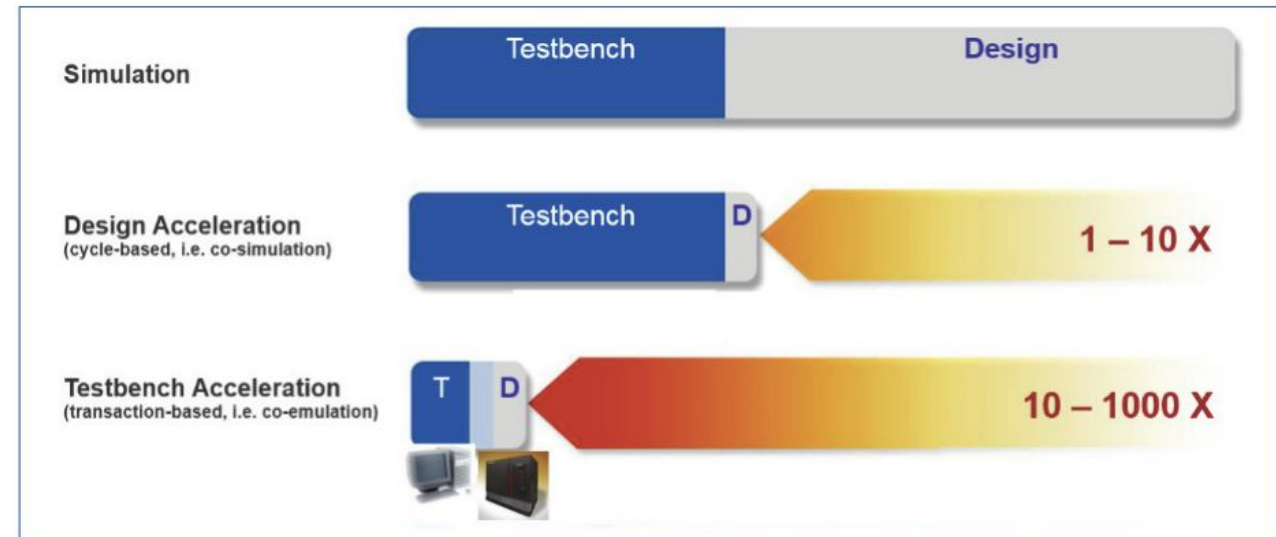 Simulation
Testbench
Design
Design Acceleration
(cycle-based, i.e. co-simulation)
Testbench
D
1 – 10 X
Testbench Acceleration
(transaction-based, i.e. co-emulation)
T
D
10 – 1000 X